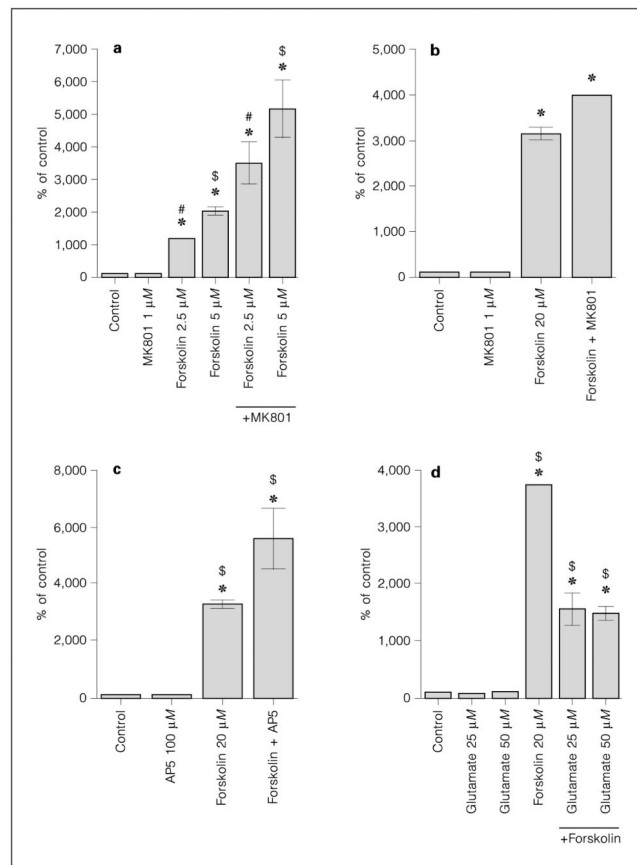 a
7,000
6,000
5,000
4,000
3,000
2,000
1,000
0
% of control
$
*
#
*
$
*
#
*
Control
MK801 1 μM
Forskolin 2.5 μM
Forskolin 5 μM
Forskolin 2.5 μM
Forskolin 5 μM
+MK801
b
5,000
4,000
3,000
2,000
1,000
0
% of control
*
*
Control
MK801 1 μM
Forskolin 20 μM
Forskolin + MK801
c
8,000
6,000
4,000
2,000
0
% of control
$
*
$
*
Control
AP5 100 μM
Forskolin 20 μM
Forskolin + AP5
d
4,000
3,000
2,000
1,000
0
% of control
$
*
$
*
$
*
Control
Glutamate 25 μM
Glutamate 50 μM
Forskolin 20 μM
Glutamate 25 μM
Glutamate 50 μM
+Forskolin